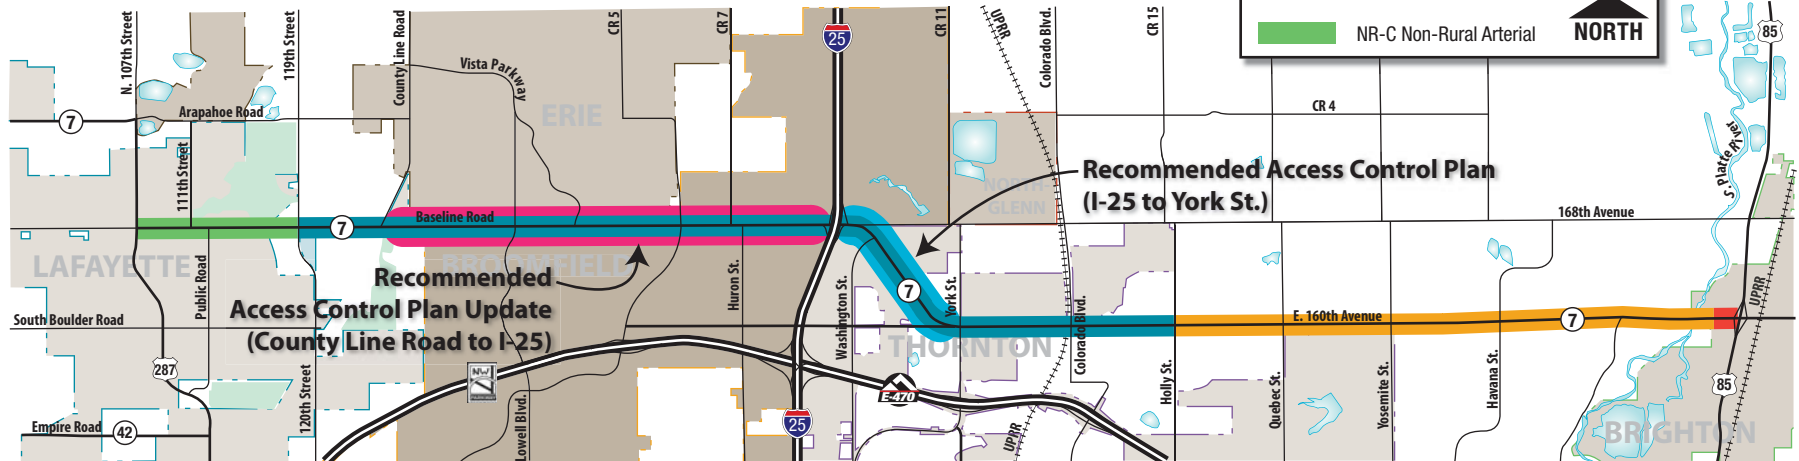 N. 107th Street
119th Street
County Line Road
CR 5
CR 7
25
CR 11
UPRR
Colorado Blvd.
CR 15
NR-C Non-Rural Arterial
NORTH
85
7
Arapahoe Road
Vista Parkway
ERIE
CR 4
111th Street
S. Platte River
Recommended Access Control Plan
(I-25 to York St.)
NORTH-
GLENN
Baseline Road
7
168th Avenue
LAFAYETTE
BROOMFIELD
Public Road
Recommended
Access Control Plan Update
(County Line Road to I-25)
Huron St.
Washington St.
7
York St.
UPRR
South Boulder Road
E. 160th Avenue
7
THORNTON
Colorado Blvd.
287
120th Street
NW
Lowell Blvd.
E-470
Holly St.
Quebec St.
Yosemite St.
Havana St.
85
Empire Road
42
25
UPRR
BRIGHTON